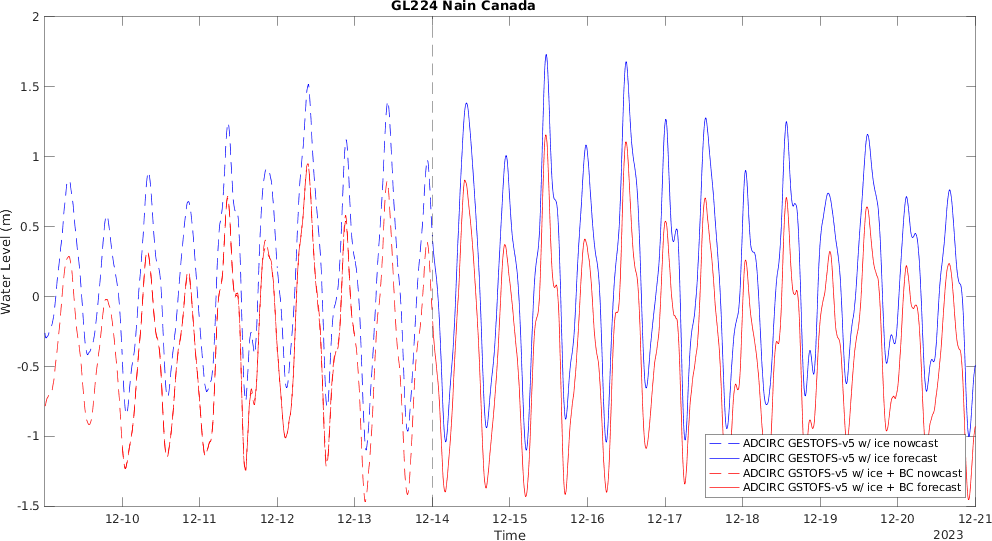 GL224 Nain Canada
2
1.5
1
0.5
0
-0.5
-1
-1.5
Water Level (m)
ADCIRC GESTOFS-v5 w/ ice nowcast
ADCIRC GESTOFS-v5 w/ ice forecast
ADCIRC GSTOFS-v5 w/ ice + BC nowcast
ADCIRC GSTOFS-v5 w/ ice + BC forecast
12-10 12-11 12-12 12-13 12-14 12-15 12-16 12-17 12-18 12-19 12-20 12-21
Time
2023